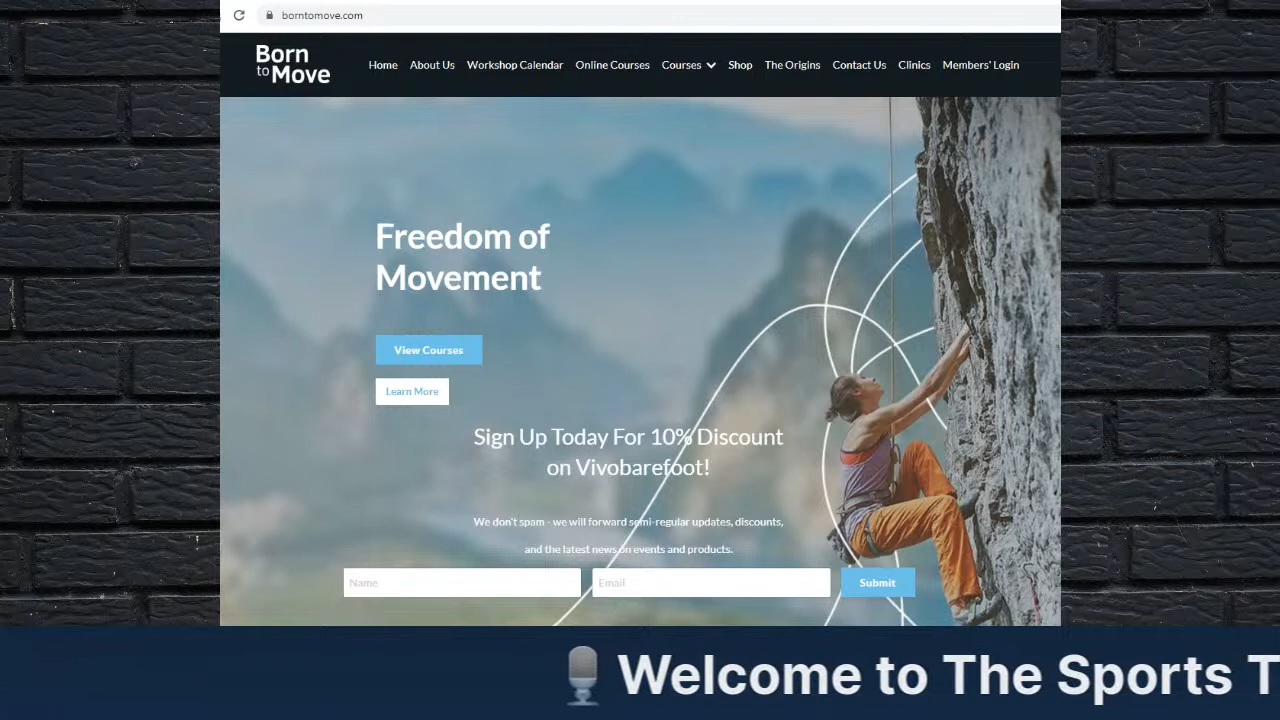 borntomove.com
Born
to Move
Home About Us Workshop Calendar Online Courses Courses Shop The Origins Contact Us Clinics Members' Login
Freedom of
Movement
View Courses
Learn More
Sign Up Today For 10% Discount
on Vivobarefoot!
We don't spam - we will forward semi-regular updates, discounts,
and the latest news on events and products.
Name Email Submit
Welcome to The Sports T